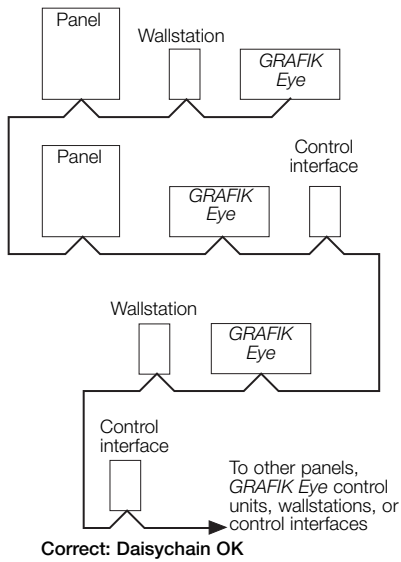 Panel
Wallstation
GRAFIK
Eye
Panel
GRAFIK
Eye
Control
interface
Wallstation
GRAFIK
Eye
Control
interface
To other panels,
GRAFIK Eye control
units, wallstations, or
control interfaces
Correct: Daisychain OK